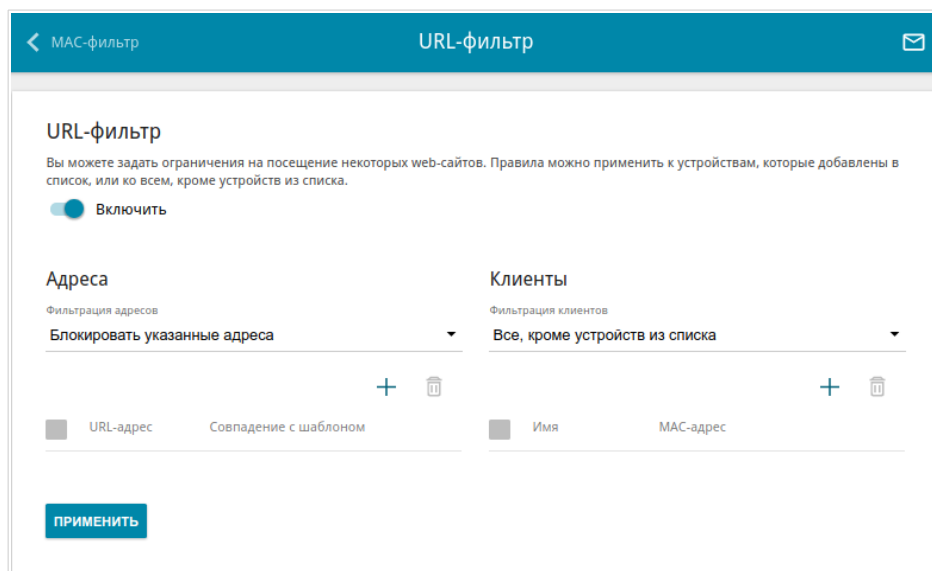 МАС-фильтр
URL-фильтр
URL-фильтр
Вы можете задать ограничения на посещение некоторых web-сайтов. Правила можно применить к устройствам, которые добавлены в
список, или ко всем, кроме устройств из списка.
Включить
Адреса
Клиенты
Фильтрация адресов
Фильтрация клиентов
Блокировать указанные адреса
Все, кроме устройств из списка
URL-адрес Совпадение с шаблоном
Имя МАС-адрес
ПРИМЕНИТЬ